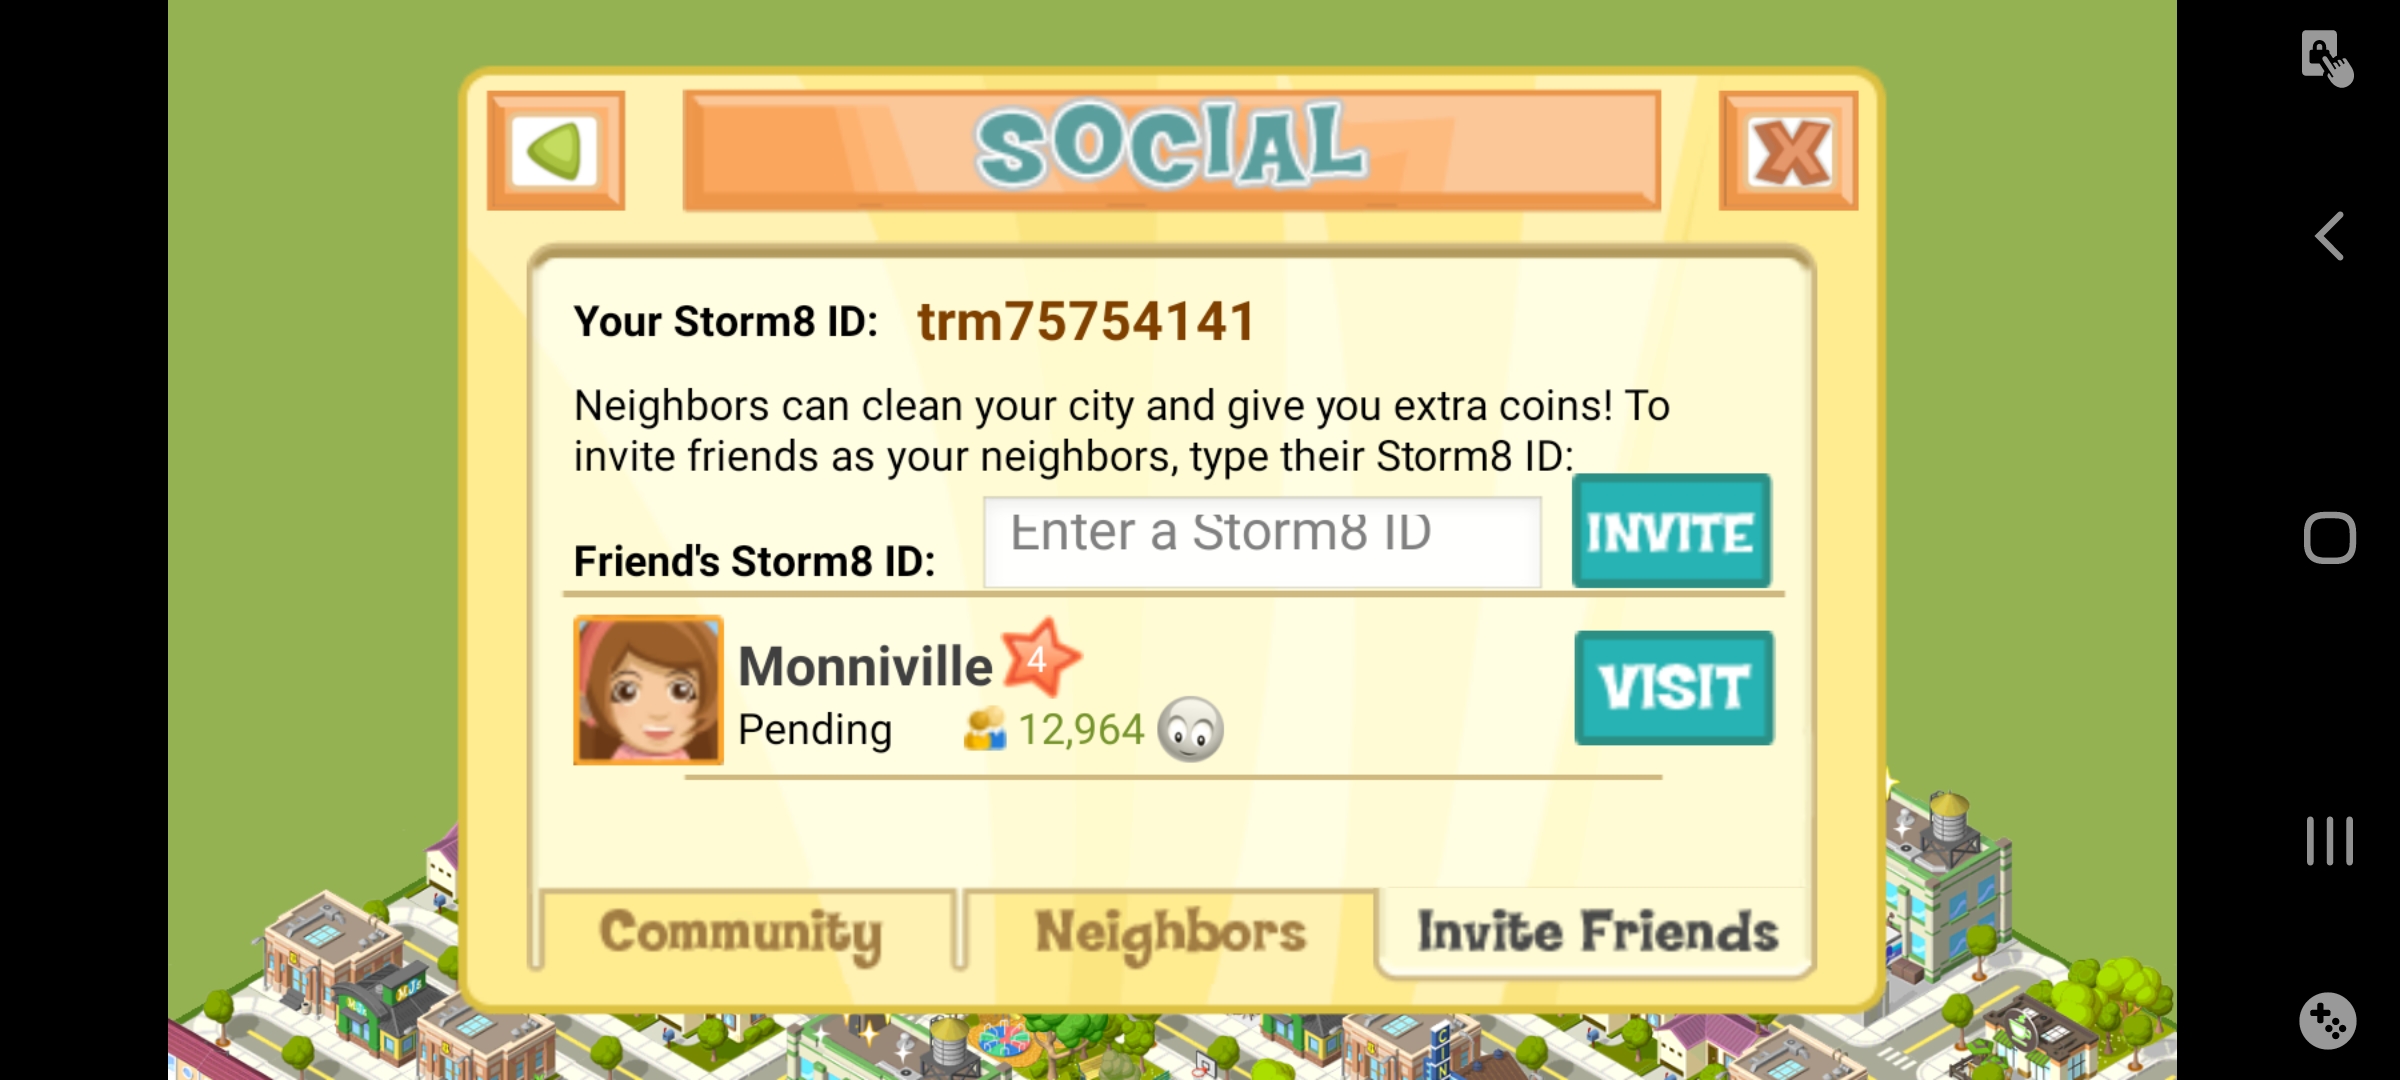 SOCIAL
Your Storm8 ID: trm75754141
Neighbors can clean your city and give you extra coins! To
invite friends as your neighbors, type their Storm8 ID:
Friend's Storm8 ID: Enter a Storm8 ID INVITE
Monniville 4
Pending 12,964
VISIT
Community Neighbors Invite Friends
MJs